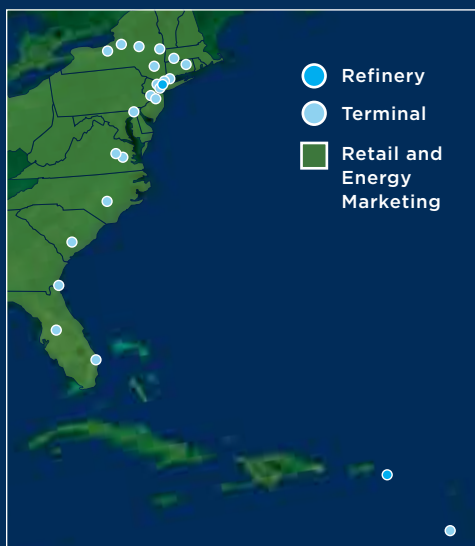 Refinery
Terminal
Retail and
Energy
Marketing